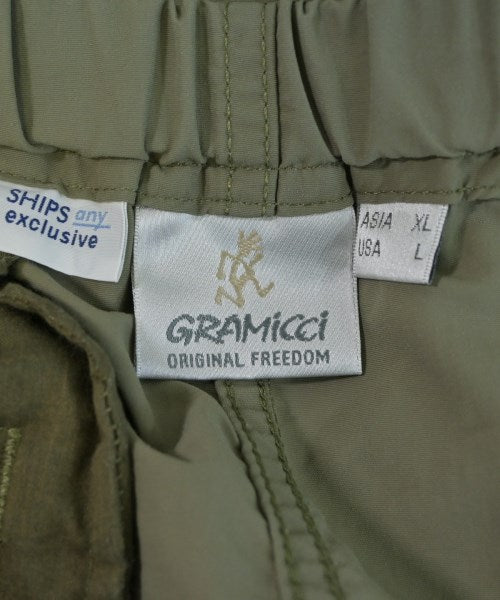 SHIPS any
exclusive
GRAMiCCi
ORIGINAL FREEDOM
ASIA XL
USA L